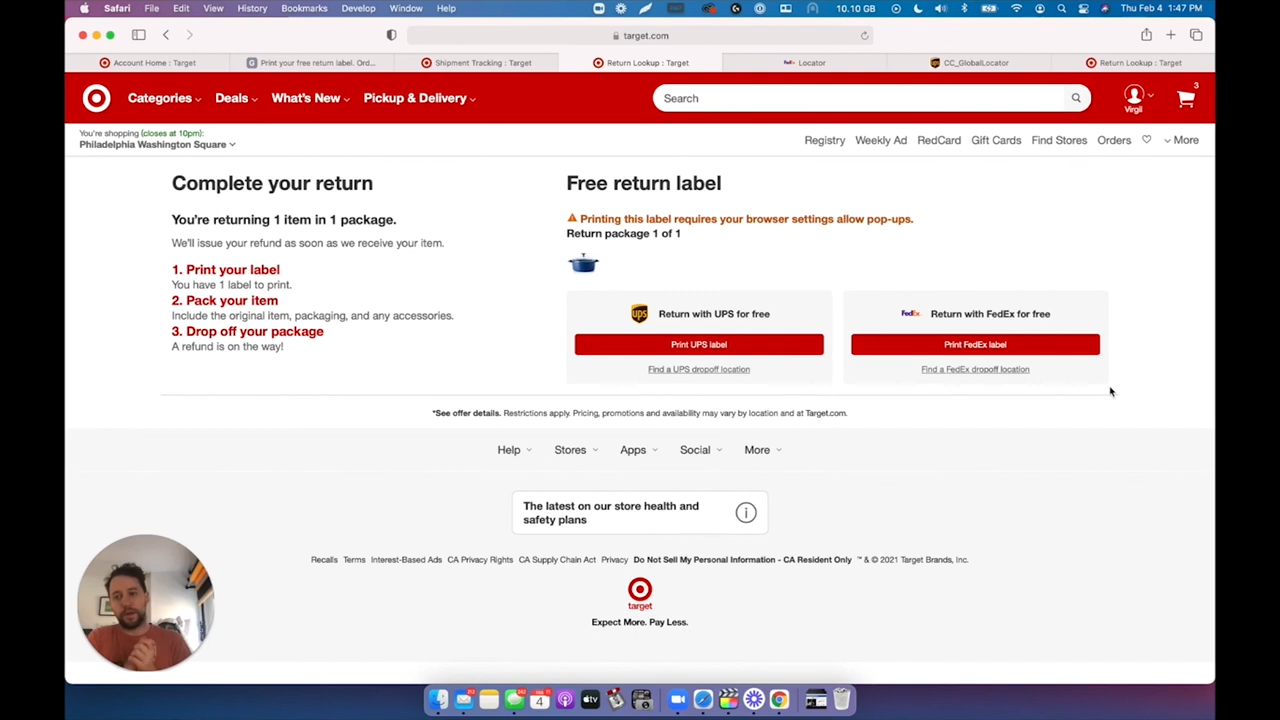 Safari File Edit View History Bookmarks Develop Window Help 10.10 GB Thu Feb 4 1:47 PM
target.com
Account Home : Target Print your free return label. Ord... Shipment Tracking : Target Return Lookup : Target Locator CC_GlobalLocator Return Lookup : Target
Categories Deals What's New Pickup & Delivery Search Virgil 3
You're shopping (closes at 10pm):
Philadelphia Washington Square
Registry Weekly Ad RedCard Gift Cards Find Stores Orders More
Complete your return
You're returning 1 item in 1 package.
We'll issue your refund as soon as we receive your item.
1. Print your label
You have 1 label to print.
2. Pack your item
Include the original item, packaging, and any accessories.
3. Drop off your package
A refund is on the way!
Free return label
Printing this label requires your browser settings allow pop-ups.
Return package 1 of 1
ups Return with UPS for free
Print UPS label
Find a UPS dropoff location
FedEx Return with FedEx for free
Print FedEx label
Find a FedEx dropoff location
*See offer details. Restrictions apply. Pricing, promotions and availability may vary by location and at Target.com.
Help Stores Apps Social More
The latest on our store health and
safety plans
Recalls Terms Interest-Based Ads CA Privacy Rights CA Supply Chain Act Privacy Do Not Sell My Personal Information - CA Resident Only ™ & © 2021 Target Brands, Inc.
target
Expect More. Pay Less.